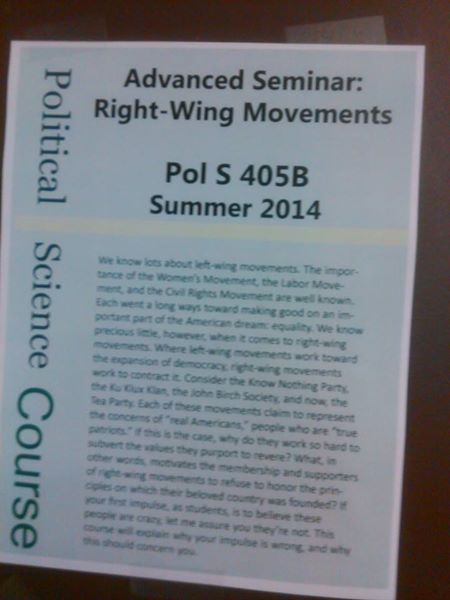 Advanced Seminar:
Right-Wing Movements
Pol S 405B
Summer 2014
Political Science Course
We know lots about left-wing movements. The impor-
tance of the Women's Movement, the Labor Move-
ment, and the Civil Rights Movement are well known.
Each went a long ways toward making good on an im-
portant part of the American dream: equality. We know
precious little, however, when it comes to right-wing
movements. Where left-wing movements work toward
the expansion of democracy, right-wing movements
work to contract it. Consider the Know Nothing Party,
the Ku Klux Klan, the John Birch Society, and now, the
Tea Party. Each of these movements claim to represent
the concerns of "real Americans," people who are "true
patriots." If this is the case, why do they work so hard to
subvert the values they purport to revere? What, in
other words, motivates the membership and supporters
of right-wing movements to refuse to honor the prin-
ciples on which their beloved country was founded? If
your first impulse, as students, is to believe these
people are crazy, let me assure you they're not. This
course will explain why your impulse is wrong, and why
this should concern you.